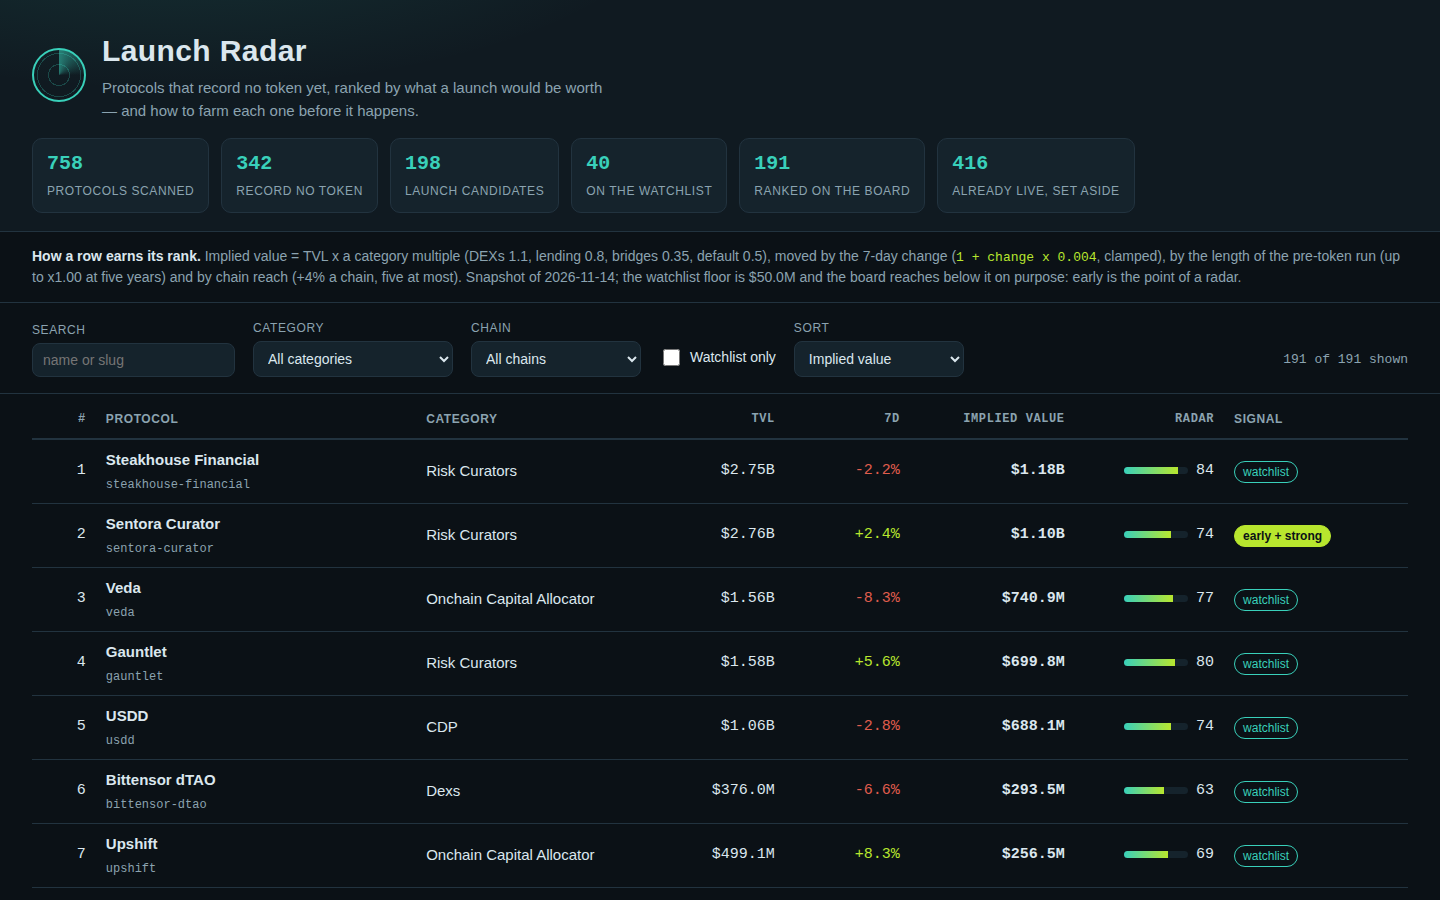 Launch Radar
Protocols that record no token yet, ranked by what a launch would be worth
— and how to farm each one before it happens.
758 342 198 40 191 416
PROTOCOLS SCANNED RECORD NO TOKEN LAUNCH CANDIDATES ON THE WATCHLIST RANKED ON THE BOARD ALREADY LIVE, SET ASIDE
How a row earns its rank. Implied value = TVL x a category multiple (DEXs 1.1, lending 0.8, bridges 0.35, default 0.5), moved by the 7-day change (1 + change x 0.004, clamped), by the length of the pre-token run (up
to x1.00 at five years) and by chain reach (+4% a chain, five at most). Snapshot of 2026-11-14; the watchlist floor is $50.0M and the board reaches below it on purpose: early is the point of a radar.
SEARCH CATEGORY CHAIN SORT
name or slug All categories All chains Watchlist only Implied value 191 of 191 shown
# PROTOCOL CATEGORY TVL 7D IMPLIED VALUE RADAR SIGNAL
1 Steakhouse Financial Risk Curators $2.75B -2.2% $1.18B 84 watchlist
steakhouse-financial
2 Sentora Curator Risk Curators $2.76B +2.4% $1.10B 74 early + strong
sentora-curator
3 Veda Onchain Capital Allocator $1.56B -8.3% $740.9M 77 watchlist
veda
4 Gauntlet Risk Curators $1.58B +5.6% $699.8M 80 watchlist
gauntlet
5 USDD CDP $1.06B -2.8% $688.1M 74 watchlist
usdd
6 Bittensor dTAO Dexs $376.0M -6.6% $293.5M 63 watchlist
bittensor-dtao
7 Upshift Onchain Capital Allocator $499.1M +8.3% $256.5M 69 watchlist
upshift